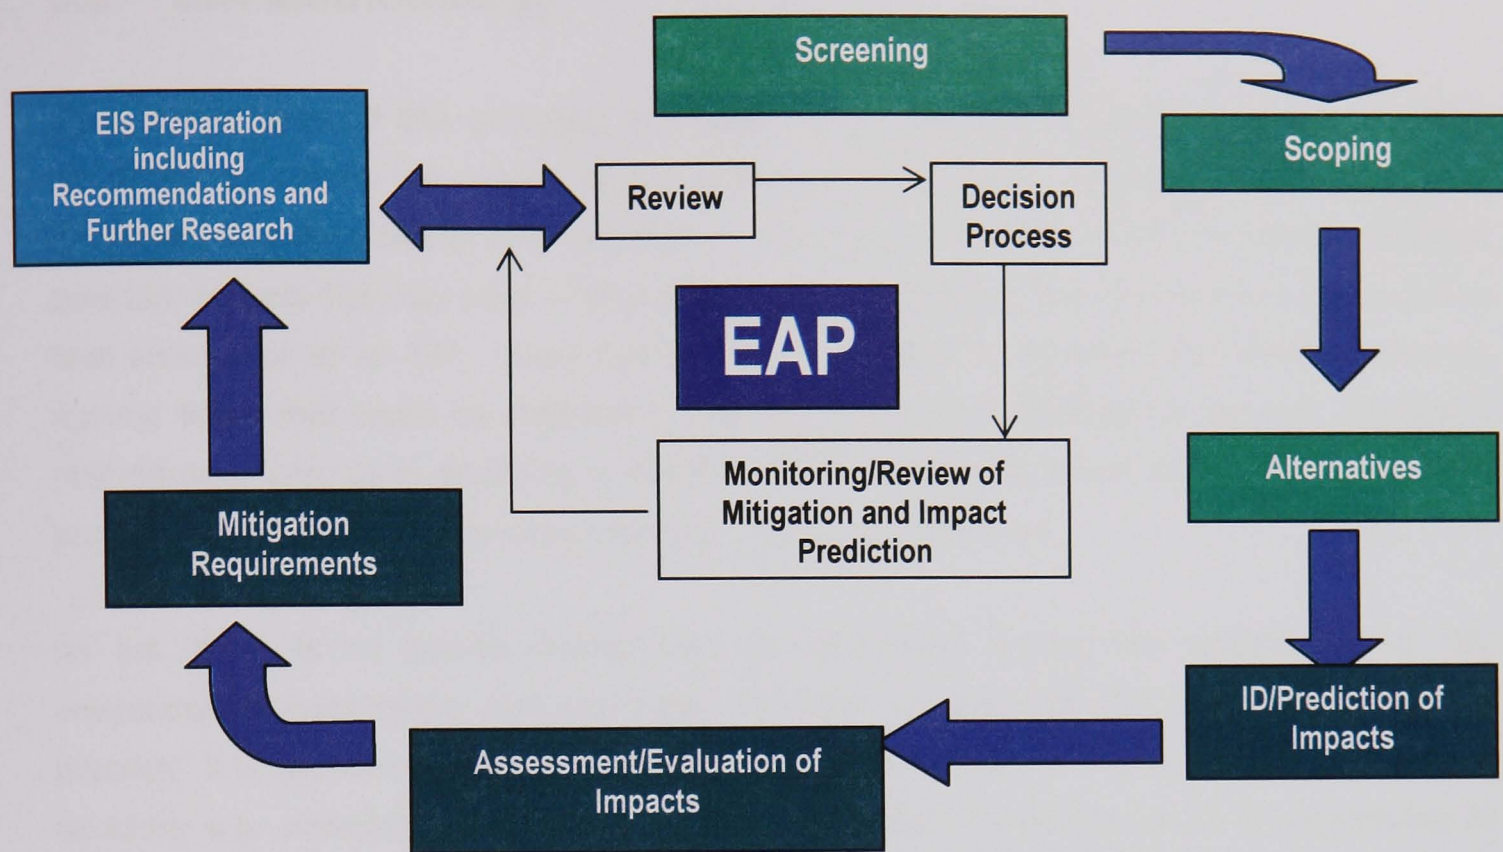 Screening
Scoping
Alternatives
ID/Prediction of
Impacts
Assessment/Evaluation of
Impacts
Mitigation
Requirements
EIS Preparation
including
Recommendations and
Further Research
Review
Decision
Process
Monitoring/Review of
Mitigation and Impact
Prediction
EAP